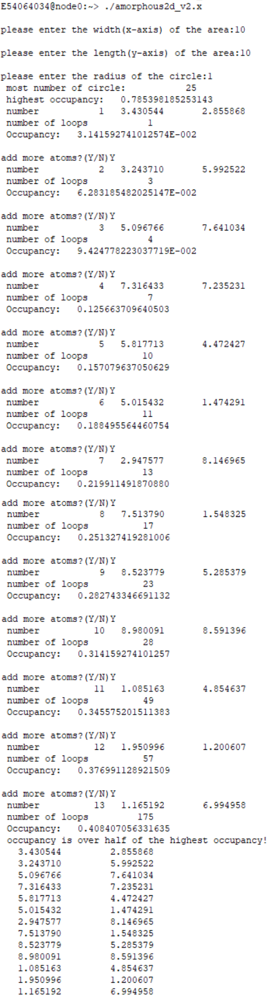 E54064034@node0:~> ./amorphous2d_v2.x
please enter the width(x-axis) of the area:10
please enter the length(y-axis) of the area:10
please enter the radius of the circle:1
most number of circle: 25
highest occupancy: 0.785398185253143
number 1 3.430544 2.855868
number of loops 1
Occupancy: 3.141592741012574E-002
add more atoms?(Y/N)Y
number 2 3.243710 5.992522
number of loops 3
Occupancy: 6.283185482025147E-002
add more atoms?(Y/N)Y
number 3 5.096766 7.641034
number of loops 4
Occupancy: 9.424778223037719E-002
add more atoms?(Y/N)Y
number 4 7.316433 7.235231
number of loops 7
Occupancy: 0.125663709640503
add more atoms?(Y/N)Y
number 5 5.817713 4.472427
number of loops 10
Occupancy: 0.157079637050629
add more atoms?(Y/N)Y
number 6 5.015432 1.474291
number of loops 11
Occupancy: 0.188495564460754
add more atoms?(Y/N)Y
number 7 2.947577 8.146965
number of loops 13
Occupancy: 0.219911491870880
add more atoms?(Y/N)Y
number 8 7.513790 1.548325
number of loops 17
Occupancy: 0.251327419281006
add more atoms?(Y/N)Y
number 9 8.523779 5.285379
number of loops 23
Occupancy: 0.282743346691132
add more atoms?(Y/N)Y
number 10 8.980091 8.591396
number of loops 28
Occupancy: 0.314159274101257
add more atoms?(Y/N)Y
number 11 1.085163 4.854637
number of loops 49
Occupancy: 0.345575201511383
add more atoms?(Y/N)Y
number 12 1.950996 1.200607
number of loops 57
Occupancy: 0.376991128921509
add more atoms?(Y/N)Y
number 13 1.165192 6.994958
number of loops 175
Occupancy: 0.408407056331635
occupancy is over half of the highest occupancy!
3.430544 2.855868
3.243710 5.992522
5.096766 7.641034
7.316433 7.235231
5.817713 4.472427
5.015432 1.474291
2.947577 8.146965
7.513790 1.548325
8.523779 5.285379
8.980091 8.591396
1.085163 4.854637
1.950996 1.200607
1.165192 6.994958